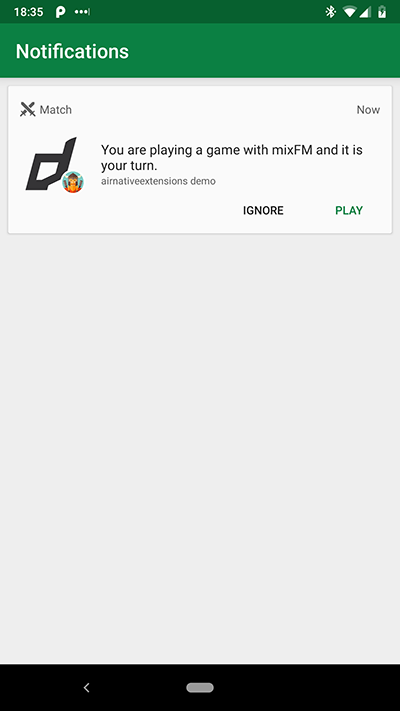 18:35
Notifications
Match
Now
You are playing a game with mixFM and it is
your turn.
airnativeextensions demo
IGNORE
PLAY